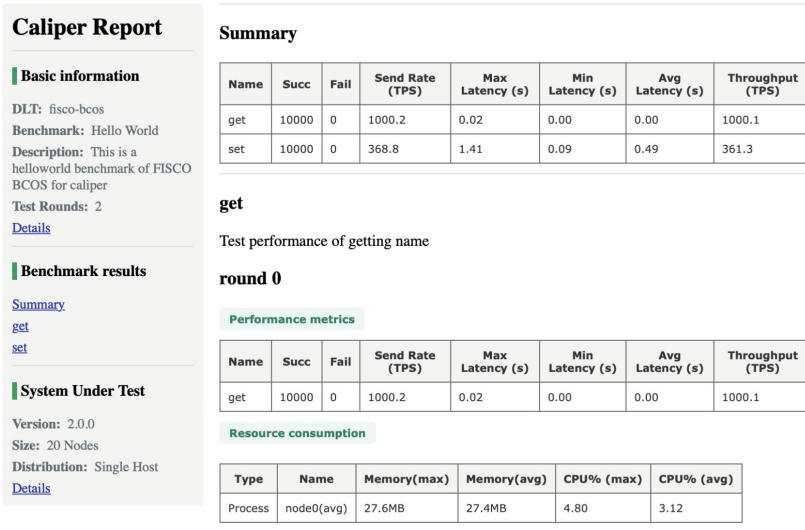 Caliper Report
Basic information
DLT: fisco-bcos
Benchmark: Hello World
Description: This is a
helloworld benchmark of FISCO
BCOS for caliper
Test Rounds: 2
Details
Benchmark results
Summary
get
set
System Under Test
Version: 2.0.0
Size: 20 Nodes
Distribution: Single Host
Details
Summary
Name Succ Fail Send Rate (TPS) Max Latency (s) Min Latency (s) Avg Latency (s) Throughput (TPS)
get 10000 0 1000.2 0.02 0.00 0.00 1000.1
set 10000 0 368.8 1.41 0.09 0.49 361.3
get
Test performance of getting name
round 0
Performance metrics
Name Succ Fail Send Rate (TPS) Max Latency (s) Min Latency (s) Avg Latency (s) Throughput (TPS)
get 10000 0 1000.2 0.02 0.00 0.00 1000.1
Resource consumption
Type Name Memory(max) Memory(avg) CPU% (max) CPU% (avg)
Process node0(avg) 27.6MB 27.4MB 4.80 3.12